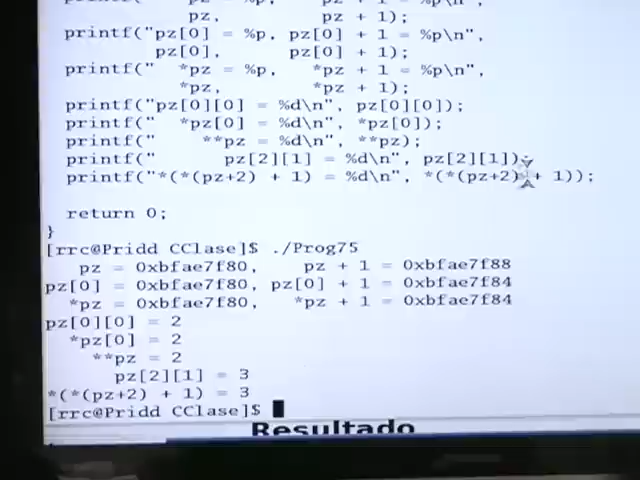 pz = %p, pz + 1 = %p\n",
pz, pz + 1);
printf("pz[0] = %p, pz[0] + 1 = %p\n",
pz[0], pz[0] + 1);
printf(" *pz = %p, *pz + 1 = %p\n",
*pz, *pz + 1);
printf("pz[0][0] = %d\n", pz[0][0]);
printf(" *pz[0] = %d\n", *pz[0]);
printf(" **pz = %d\n", **pz);
printf(" pz[2][1] = %d\n", pz[2][1]);
printf("*(*(pz+2) + 1) = %d\n", *(*(pz+2) + 1));
return 0;
}
[rrc@Pridd CClase]$ ./Prog75
pz = 0xbfae7f80, pz + 1 = 0xbfae7f88
pz[0] = 0xbfae7f80, pz[0] + 1 = 0xbfae7f84
*pz = 0xbfae7f80, *pz + 1 = 0xbfae7f84
pz[0][0] = 2
*pz[0] = 2
**pz = 2
pz[2][1] = 3
*(*(pz+2) + 1) = 3
[rrc@Pridd CClase]$
Resultado